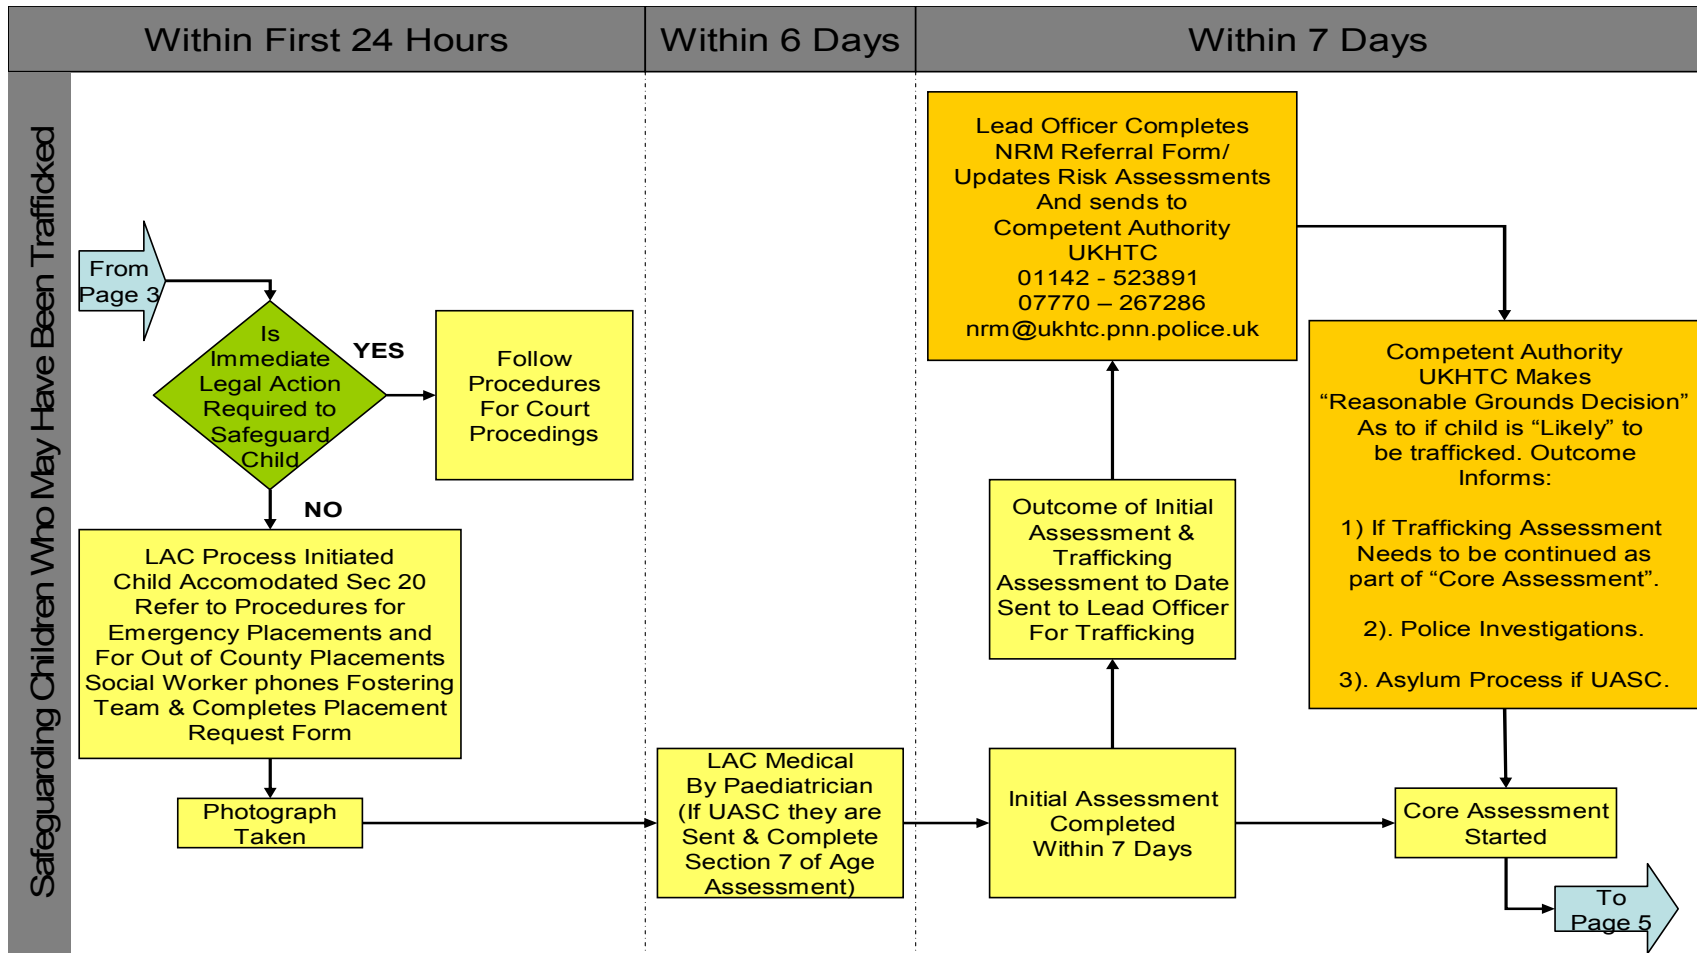 Within First 24 Hours
Within 6 Days
Within 7 Days
Safeguarding Children Who May Have Been Trafficked
From
Page 3
Is
Immediate
Legal Action
Required to
Safeguard
Child
YES
Follow
Procedures
For Court
Procedings
NO
LAC Process Initiated
Child Accomodated Sec 20
Refer to Procedures for
Emergency Placements and
For Out of County Placements
Social Worker phones Fostering
Team & Completes Placement
Request Form
Photograph
Taken
LAC Medical
By Paediatrician
(If UASC they are
Sent & Complete
Section 7 of Age
Assessment)
Initial Assessment
Completed
Within 7 Days
Outcome of Initial
Assessment &
Trafficking
Assessment to Date
Sent to Lead Officer
For Trafficking
Lead Officer Completes
NRM Referral Form/
Updates Risk Assessments
And sends to
Competent Authority
UKHTC
01142 - 523891
07770 – 267286
nrm@ukhtc.pnn.police.uk
Competent Authority
UKHTC Makes
“Reasonable Grounds Decision”
As to if child is “Likely” to
be trafficked. Outcome
Informs:
1) If Trafficking Assessment
Needs to be continued as
part of “Core Assessment”.
2). Police Investigations.
3). Asylum Process if UASC.
Core Assessment
Started
To
Page 5